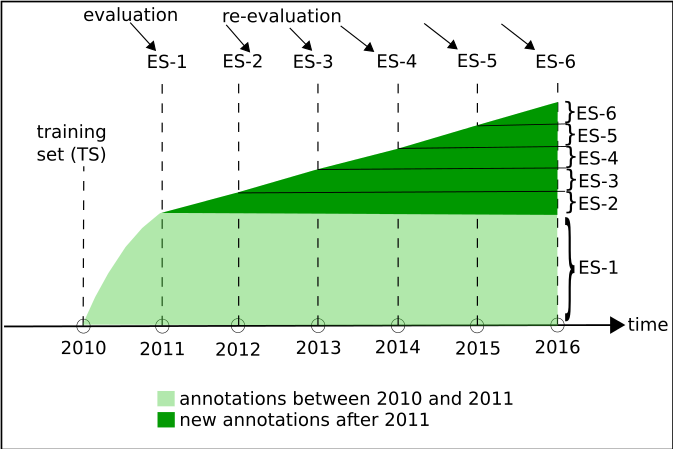 evaluation
re-evaluation
ES-1
ES-2
ES-3
ES-4
ES-5
ES-6
training
set (TS)
ES-6
ES-5
ES-4
ES-3
ES-2
ES-1
time
2010
2011
2012
2013
2014
2015
2016
annotations between 2010 and 2011
new annotations after 2011